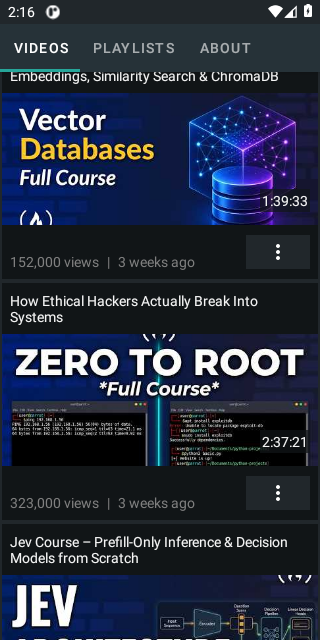 2:16
VIDEOS PLAYLISTS ABOUT
Embeddings, Similarity Search & ChromaDB
Vector
Databases
Full Course
1:39:33
152,000 views | 3 weeks ago
How Ethical Hackers Actually Break Into
Systems
ZERO TO ROOT
*Full Course*
2:37:21
323,000 views | 3 weeks ago
Jev Course – Prefill-Only Inference & Decision
Models from Scratch
JEV
Encoder